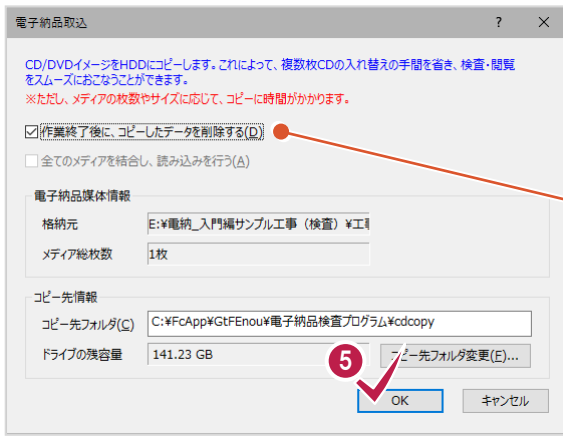 電子納品取込
? ×
CD/DVDイメージをHDDにコピーします。これによって、複数枚CDの入れ替えの手間を省き、検査・閲覧
をスムーズにおこなうことができます。
※ただし、メディアの枚数やサイズに応じて、コピーに時間がかかります。
作業終了後に、コピーしたデータを削除する(D)
全てのメディアを結合し、読み込みを行う(A)
電子納品媒体情報
格納元 E:¥電納_入門編サンプル工事（検査）¥工
メディア総枚数 1枚
コピー先情報
コピー先フォルダ(C) C:¥FcApp¥GtFEnou¥電子納品検査プログラム¥cdcopy
ドライブの残容量 141.23 GB コピー先フォルダ変更(F)...
5
OK キャンセル